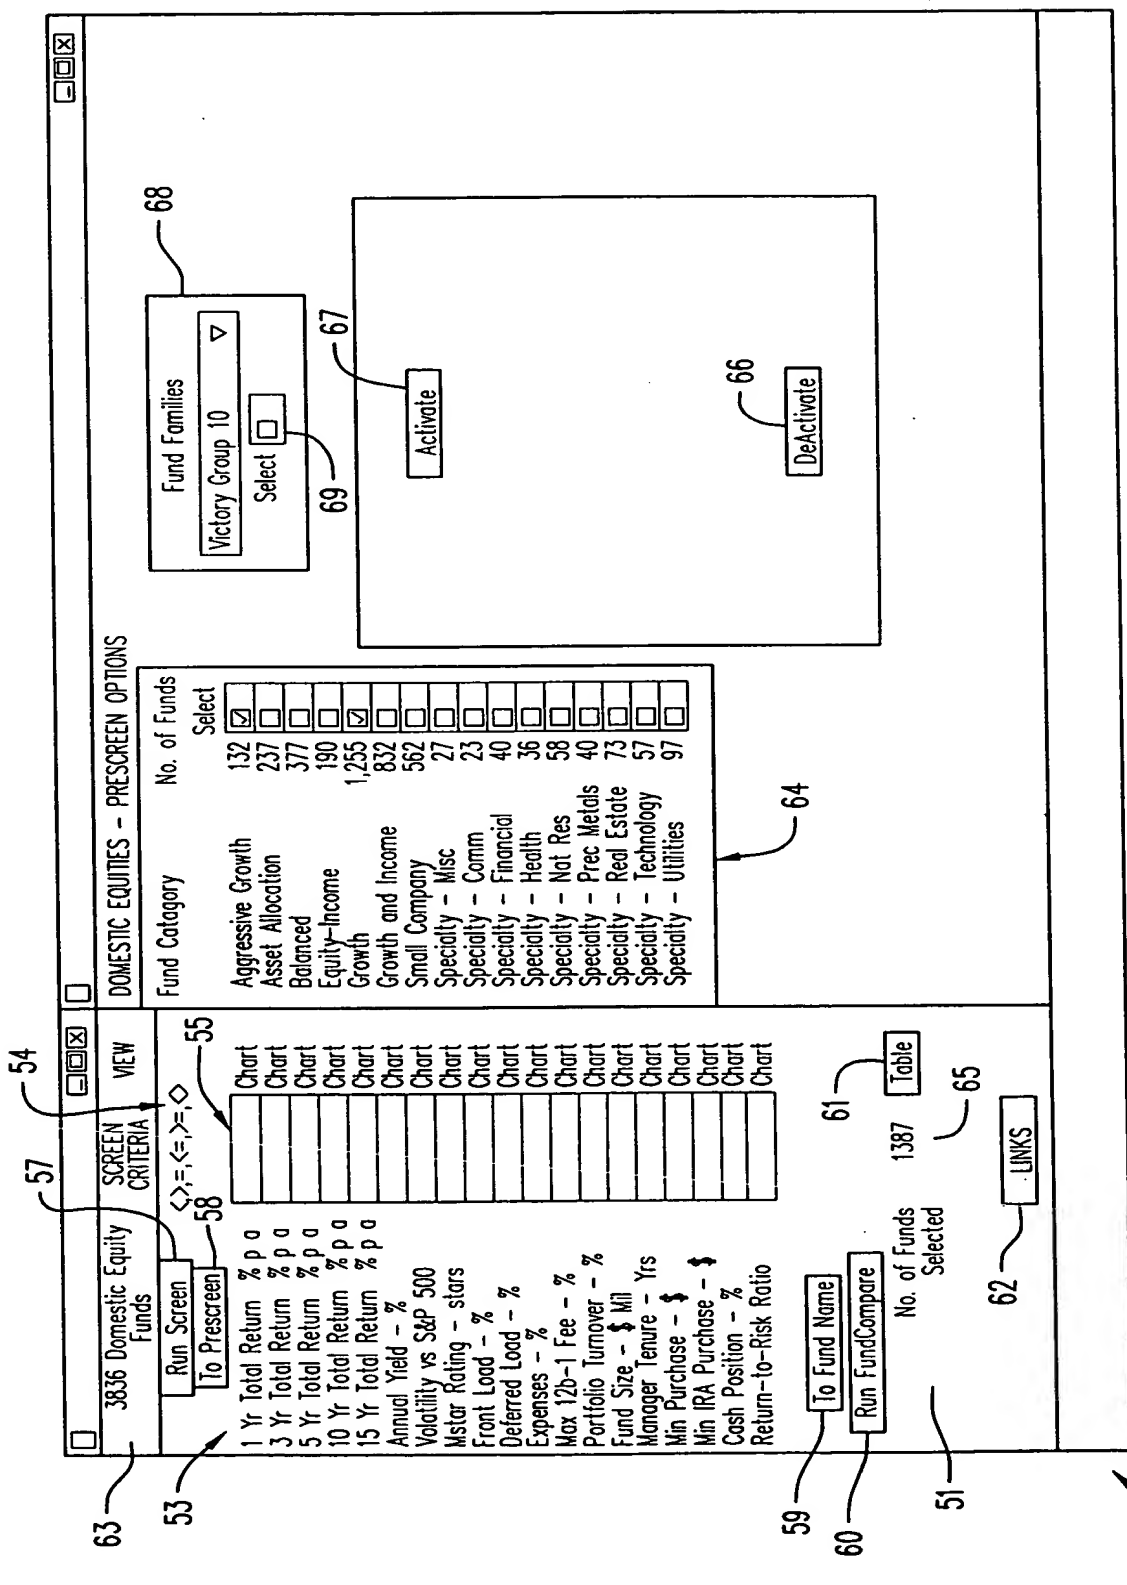 63
3836 Domestic Equity
Funds
SCREEN
CRITERIA
VIEW
54
57
Run Screen
To Prescreen
58
<,>,=,<=,>=,<>
53
55
1 Yr Total Return % p a Chart
3 Yr Total Return % p a Chart
5 Yr Total Return % p a Chart
10 Yr Total Return % p a Chart
15 Yr Total Return % p a Chart
Annual Yield - % Chart
Volatility vs S&P 500 Chart
Mstar Rating - stars Chart
Front Load - % Chart
Deferred Load - % Chart
Expenses - % Chart
Max 12b-1 Fee - % Chart
Portfolio Turnover - % Chart
Fund Size - $ Mil Chart
Manager Tenure - Yrs Chart
Min Purchase - $ Chart
Min IRA Purchase - $ Chart
Cash Position - % Chart
Return-to-Risk Ratio Chart
59
To Fund Name
60
Run FundCompare
61
Table
No. of Funds
Selected
1387
65
51
62
LINKS
DOMESTIC EQUITIES - PRESCREEN OPTIONS
Fund Catagory No. of Funds
Select
Aggressive Growth 132
Asset Allocation 237
Balanced 377
Equity-Income 190
Growth 1,255
Growth and Income 832
Small Company 562
Specialty - Misc 27
Specialty - Comm 23
Specialty - Financial 40
Specialty - Health 36
Specialty - Nat Res 58
Specialty - Prec Metals 40
Specialty - Real Estate 73
Specialty - Technology 57
Specialty - Utilities 97
64
68
Fund Families
Victory Group 10
Select
69
67
Activate
66
DeActivate